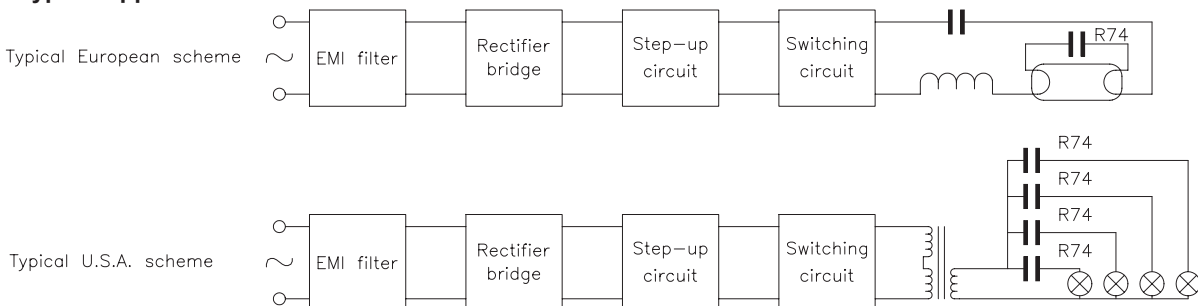 Typical European scheme
EMI filter
Rectifier
bridge
Step-up
circuit
Switching
circuit
R74
Typical U.S.A. scheme
EMI filter
Rectifier
bridge
Step-up
circuit
Switching
circuit
R74
R74
R74
R74